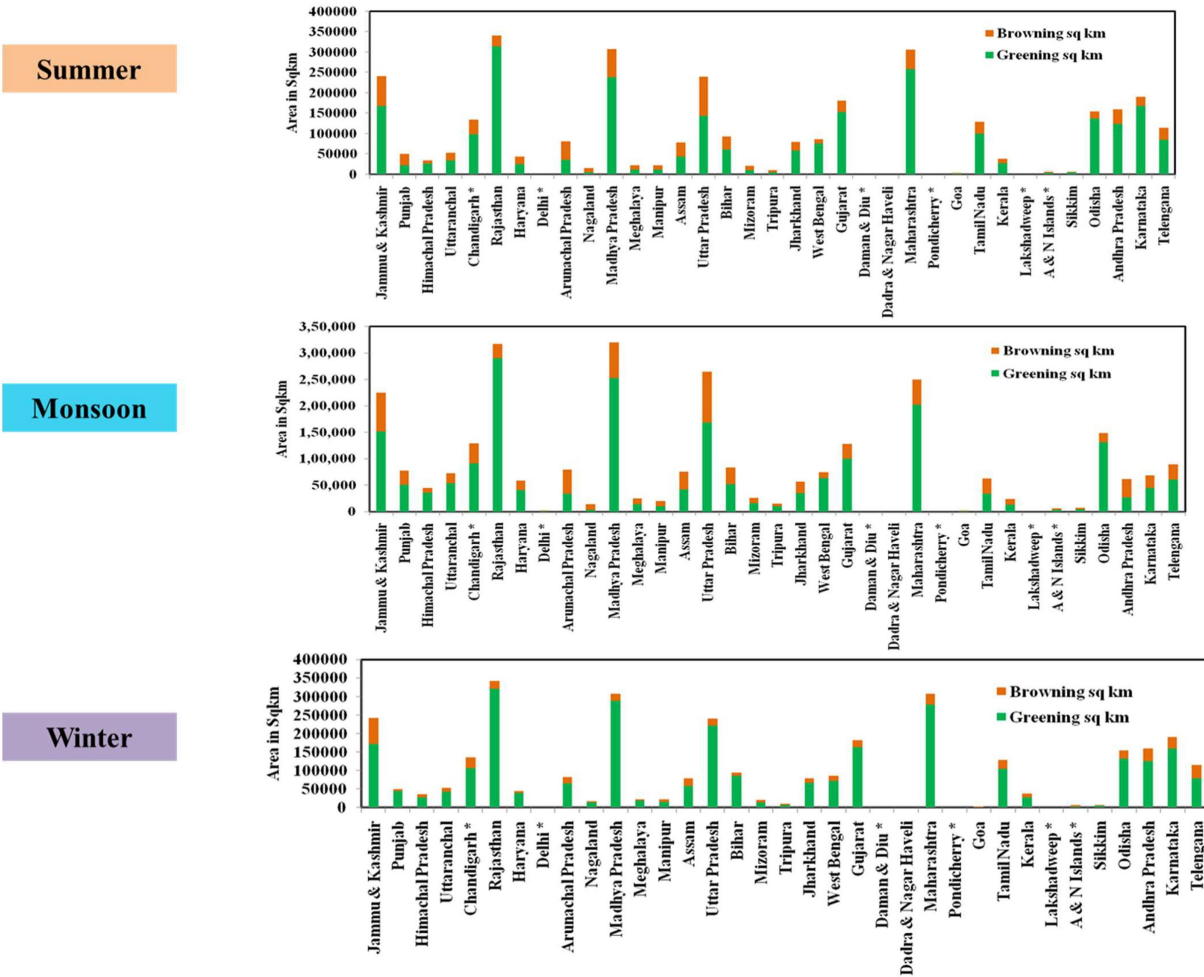 Summer
Area in Sqkm
400000
350000
300000
250000
200000
150000
100000
50000
0
Browning sq km
Greening sq km
Jammu & Kashmir
Punjab
Himachal Pradesh
Uttaranchal
Chandigarh *
Rajasthan
Haryana
Delhi *
Arunachal Pradesh
Nagaland
Madhya Pradesh
Meghalaya
Manipur
Assam
Uttar Pradesh
Bihar
Mizoram
Tripura
Jharkhand
West Bengal
Gujarat
Daman & Diu *
Dadra & Nagar Haveli
Maharashtra
Pondicherry *
Goa
Tamil Nadu
Kerala
Lakshadweep *
A & N Islands *
Sikkim
Odisha
Andhra Pradesh
Karnataka
Telengana
Monsoon
Area in Sqkm
3,50,000
3,00,000
2,50,000
2,00,000
1,50,000
1,00,000
50,000
0
Browning sq km
Greening sq km
Jammu & Kashmir
Punjab
Himachal Pradesh
Uttaranchal
Chandigarh *
Rajasthan
Haryana
Delhi *
Arunachal Pradesh
Nagaland
Madhya Pradesh
Meghalaya
Manipur
Assam
Uttar Pradesh
Bihar
Mizoram
Tripura
Jharkhand
West Bengal
Gujarat
Daman & Diu *
Dadra & Nagar Haveli
Maharashtra
Pondicherry *
Goa
Tamil Nadu
Kerala
Lakshadweep *
A & N Islands *
Sikkim
Odisha
Andhra Pradesh
Karnataka
Telengana
Winter
Area in Sqkm
400000
350000
300000
250000
200000
150000
100000
50000
0
Browning sq km
Greening sq km
Jammu & Kashmir
Punjab
Himachal Pradesh
Uttaranchal
Chandigarh *
Rajasthan
Haryana
Delhi *
Arunachal Pradesh
Nagaland
Madhya Pradesh
Meghalaya
Manipur
Assam
Uttar Pradesh
Bihar
Mizoram
Tripura
Jharkhand
West Bengal
Gujarat
Daman & Diu *
Dadra & Nagar Haveli
Maharashtra
Pondicherry *
Goa
Tamil Nadu
Kerala
Lakshadweep *
A & N Islands *
Sikkim
Odisha
Andhra Pradesh
Karnataka
Telengana